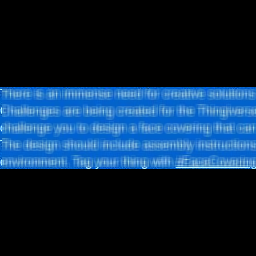 There is an immense need for creative solutions
Challenges are being created for the Thingiverse
challenge you to design a face covering that can
The design should include assembly instructions
environment. Tag your thing with #FaceCovering